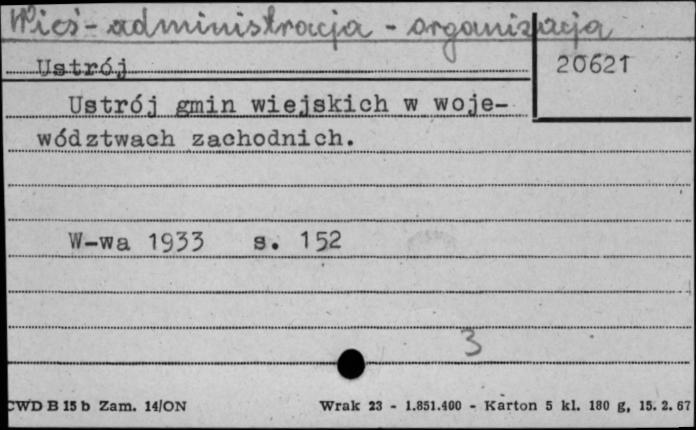 Wieś - administracja - organizacja
Ustrój
20621
Ustrój gmin wiejskich w woje-
wództwach zachodnich.
W-wa 1933 s. 152
3
CWD B 15 b Zam. 14/ON
Wrak 23 - 1.851.400 - Karton 5 kl. 180 g, 15. 2. 67